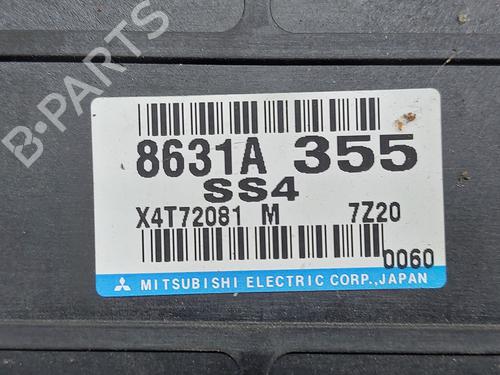 B-PARTS
8631A 355
SS4
X4T72081 M 7Z20
0060
MITSUBISHI ELECTRIC CORP., JAPAN